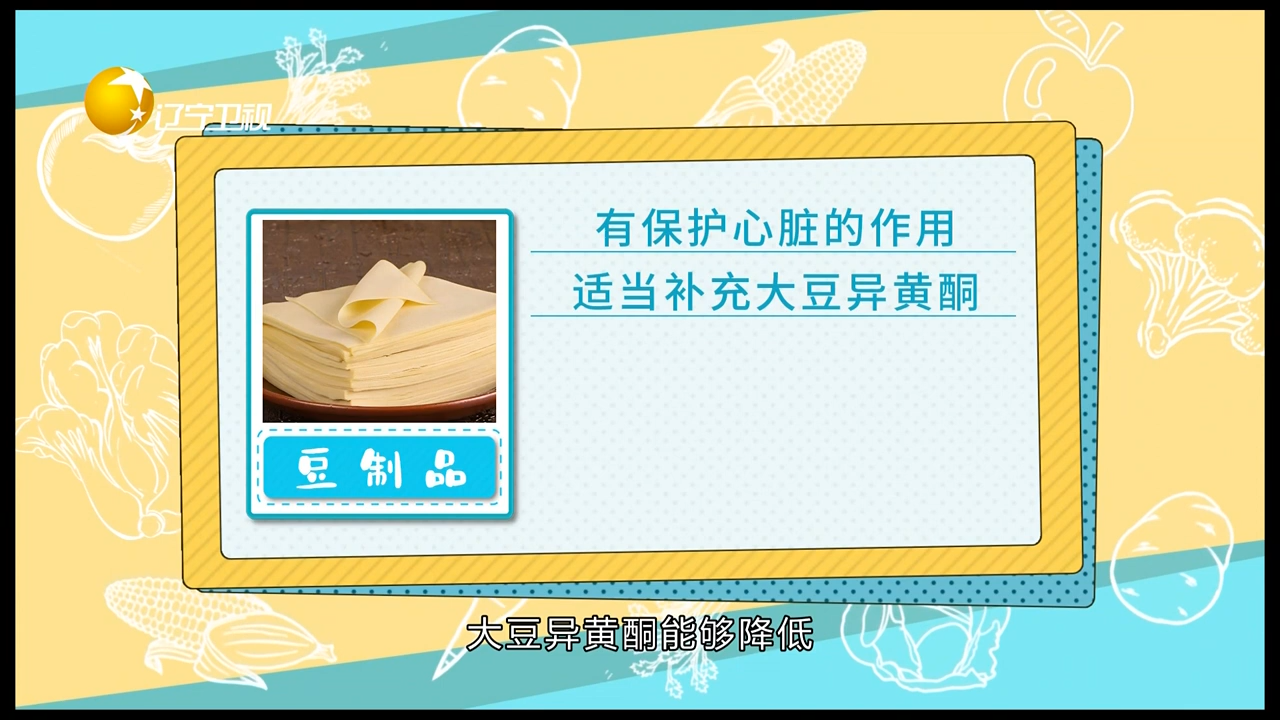 辽宁卫视
有保护心脏的作用
适当补充大豆异黄酮
豆制品
大豆异黄酮能够降低